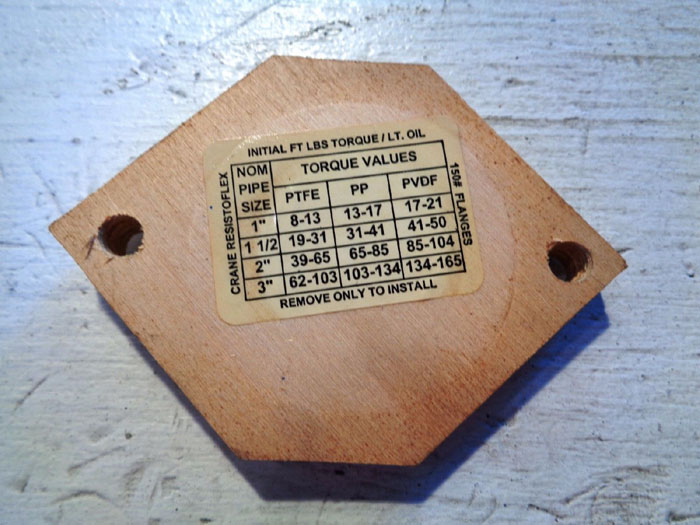 INITIAL FT LBS TORQUE / LT. OIL
CRANE RESISTOFLEX
NOM PIPE SIZE
TORQUE VALUES
PTFE PP PVDF
1" 8-13 13-17 17-21
1 1/2 19-31 31-41 41-50
2" 39-65 65-85 85-104
3" 62-103 103-134 134-165
150# FLANGES
REMOVE ONLY TO INSTALL